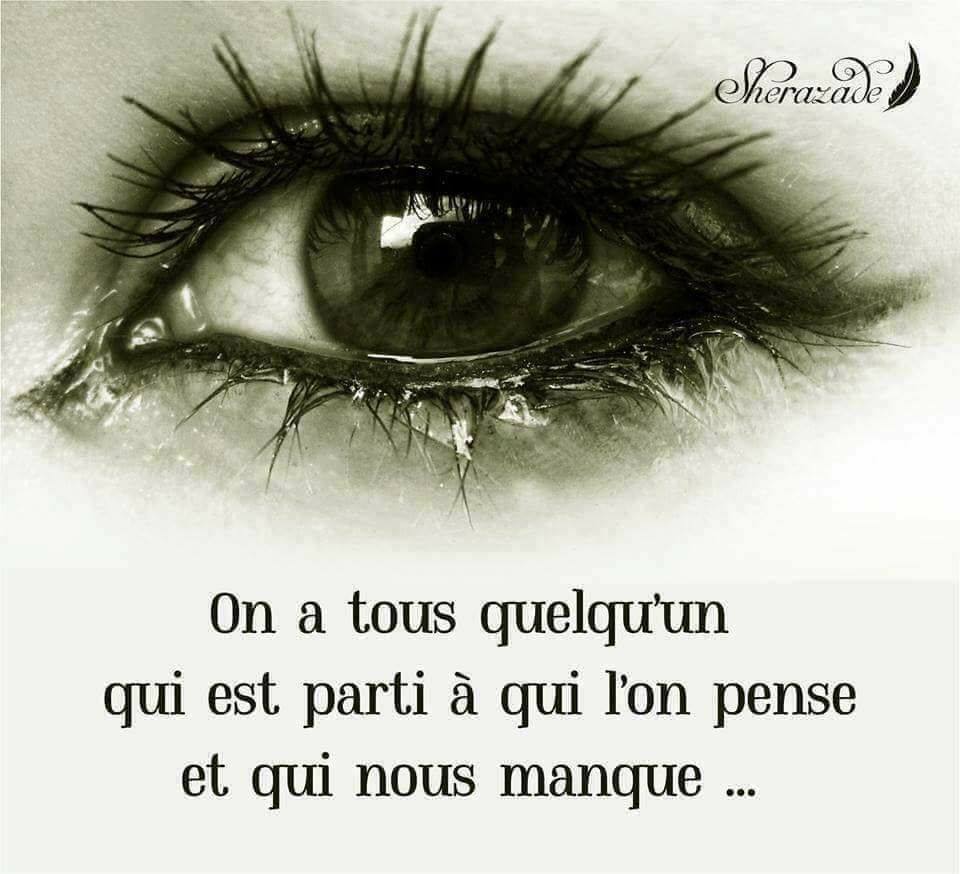 Sherazade
On a tous quelqu'un
qui est parti à qui l'on pense
et qui nous manque ...